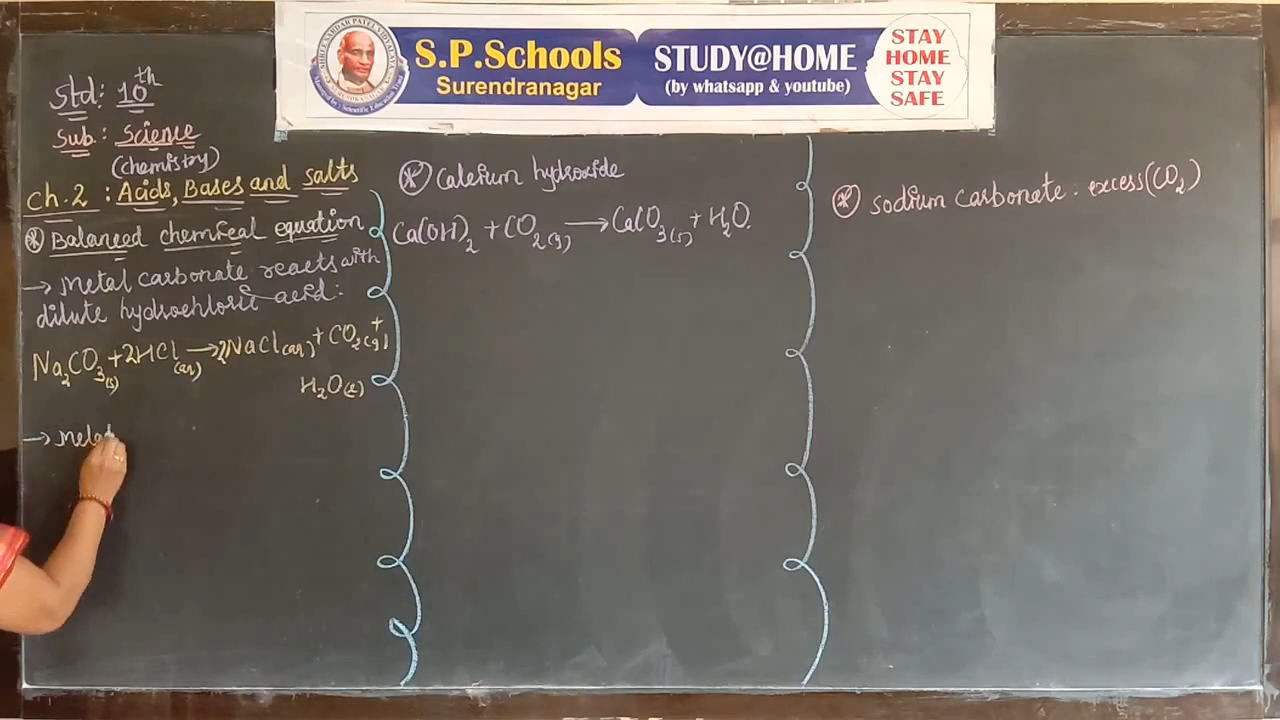 S.P.Schools
Surendranagar
STUDY@HOME
(by whatsapp & youtube)
STAY
HOME
STAY
SAFE
Std: 10th
Sub: Science
(Chemistry)
Ch.2 : Acids, Bases and salts
* Balanced chemical equation
→ Metal carbonate reacts with
dilute hydrochloric acid:
Na2CO3(s) + 2HCl(aq) → 2NaCl(aq) + CO2(g) +
H2O(l)
→ Metal
* Calcium hydroxide
Ca(OH)2 + CO2(g) → CaCO3(s) + H2O.
* sodium carbonate : excess (CO2)